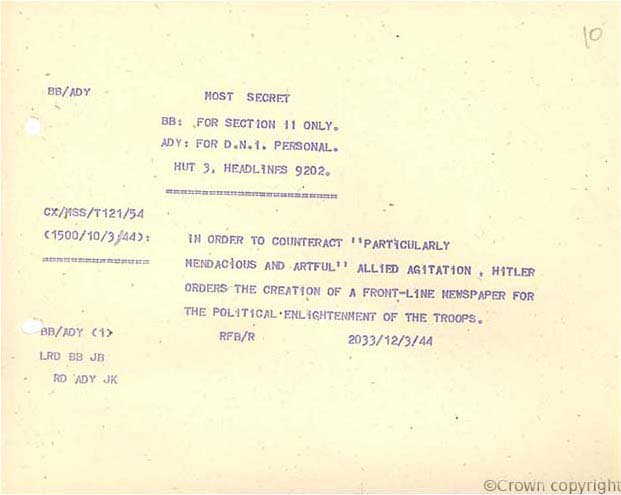 10
BB/ADY
MOST SECRET
BB: FOR SECTION 11 ONLY.
ADY: FOR D.N.I. PERSONAL.
HUT 3, HEADLINES 9202.
========================
CX/MSS/T121/54
(1500/10/3/44):
===============
IN ORDER TO COUNTERACT ''PARTICULARLY
MENDACIOUS AND ARTFUL'' ALLIED AGITATION , HITLER
ORDERS THE CREATION OF A FRONT-LINE NEWSPAPER FOR
THE POLITICAL ENLIGHTENMENT OF THE TROOPS.
RFB/R 2033/12/3/44
BB/ADY (1)
LRD BB JB
RD ADY JK
©Crown copyright